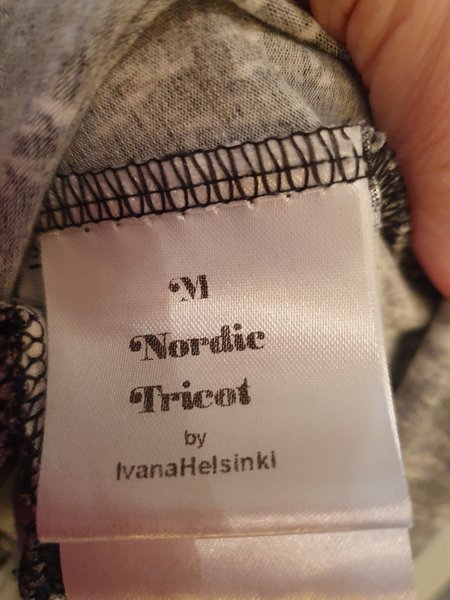 M
Nordic
Tricot
by
IvanaHelsinki